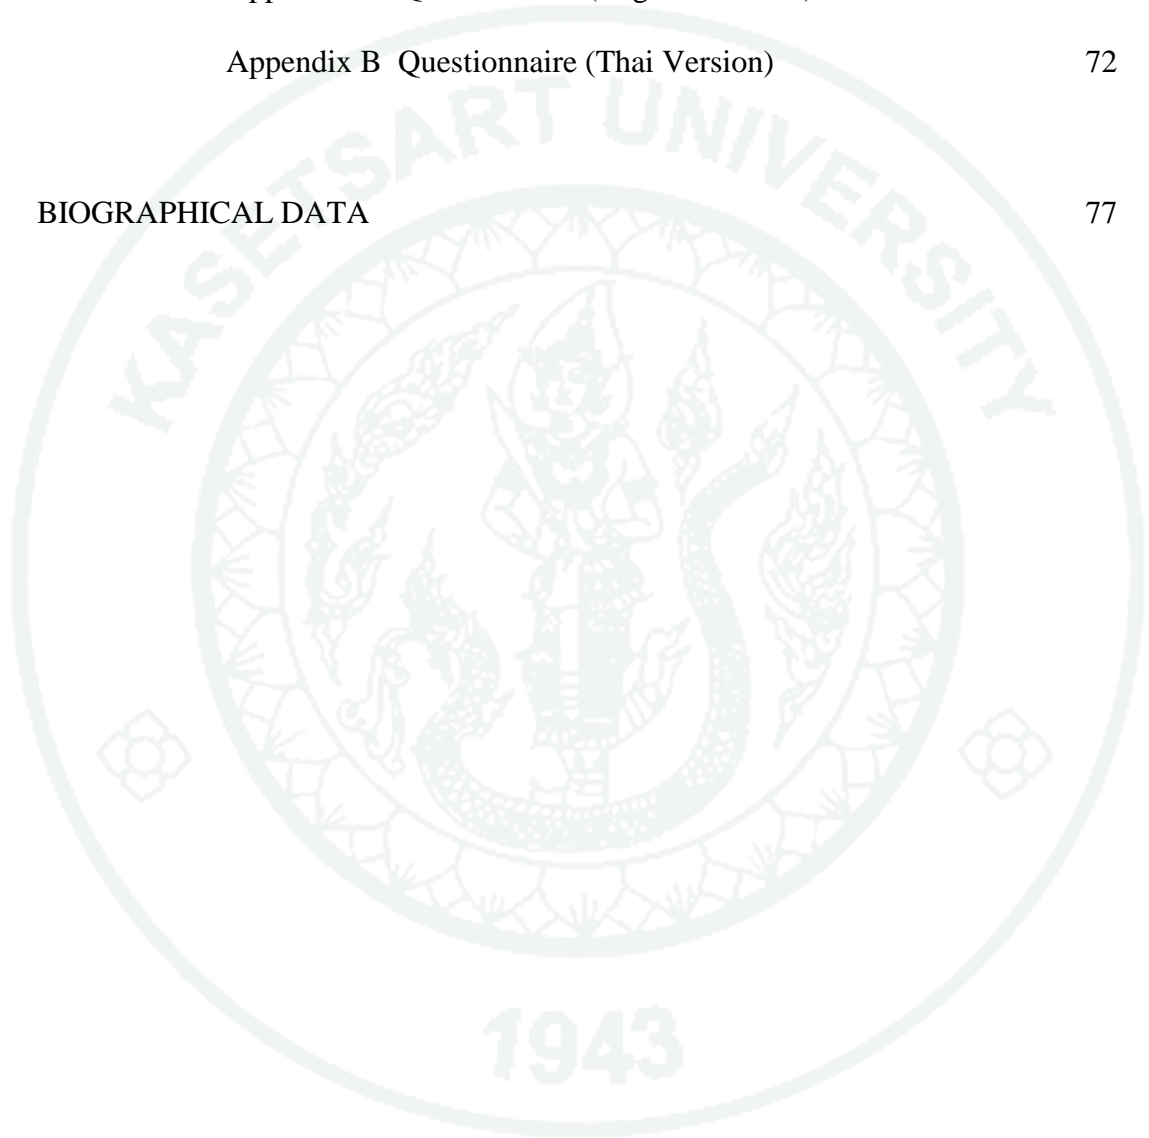 Appendix B Questionnaire (Thai Version) 72
BIOGRAPHICAL DATA 77
KASETSART UNIVERSITY
1943